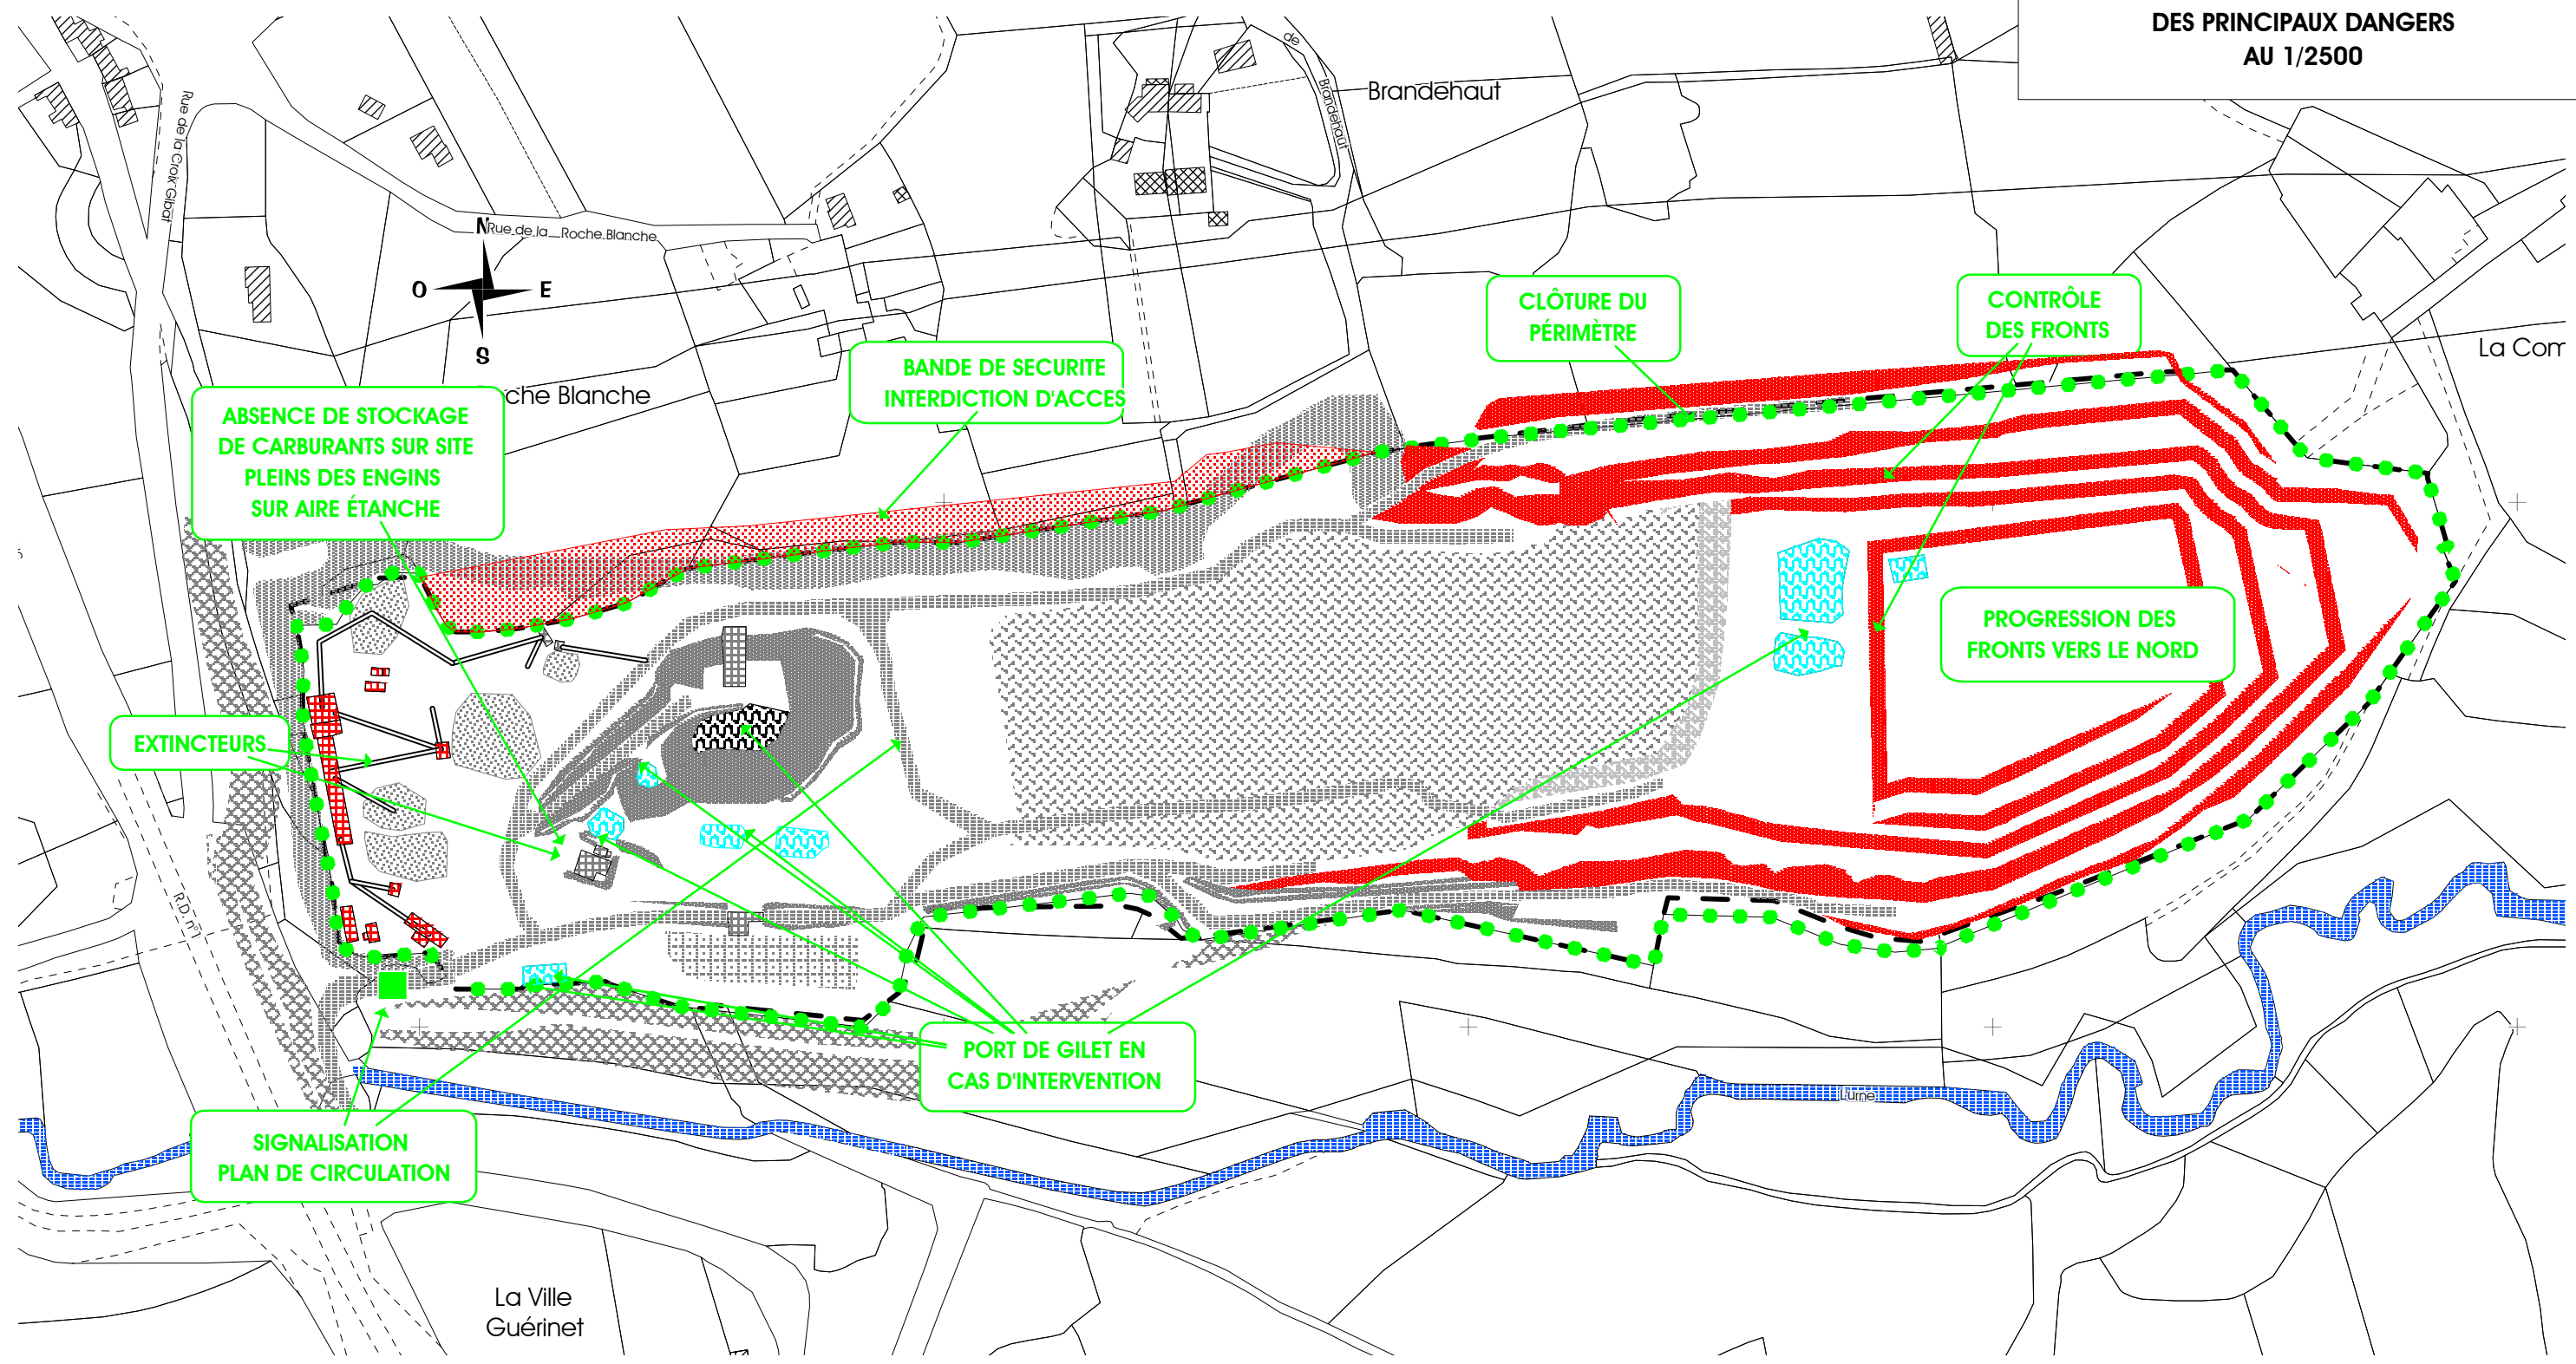 DES PRINCIPAUX DANGERS
AU 1/2500
de
Brandehaut
Brandehaut
Rue de la Croix Gibat
N
Rue de la Roche Blanche
O
E
S
La Com
che Blanche
CLÔTURE DU
PÉRIMÈTRE
CONTRÔLE
DES FRONTS
BANDE DE SECURITE
INTERDICTION D'ACCES
ABSENCE DE STOCKAGE
DE CARBURANTS SUR SITE
PLEINS DES ENGINS
SUR AIRE ÉTANCHE
PROGRESSION DES
FRONTS VERS LE NORD
EXTINCTEURS
R.D. n°
PORT DE GILET EN
CAS D'INTERVENTION
L'urne
SIGNALISATION
PLAN DE CIRCULATION
La Ville
Guérinet